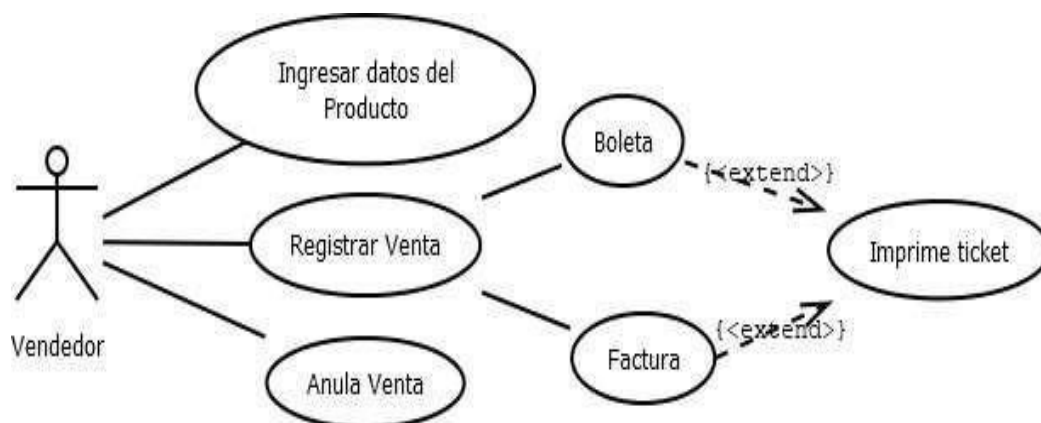 Ingresar datos del
Producto
Boleta
{<extend>}
Registrar Venta
Imprime ticket
Vendedor
{<extend>}
Factura
Anula Venta